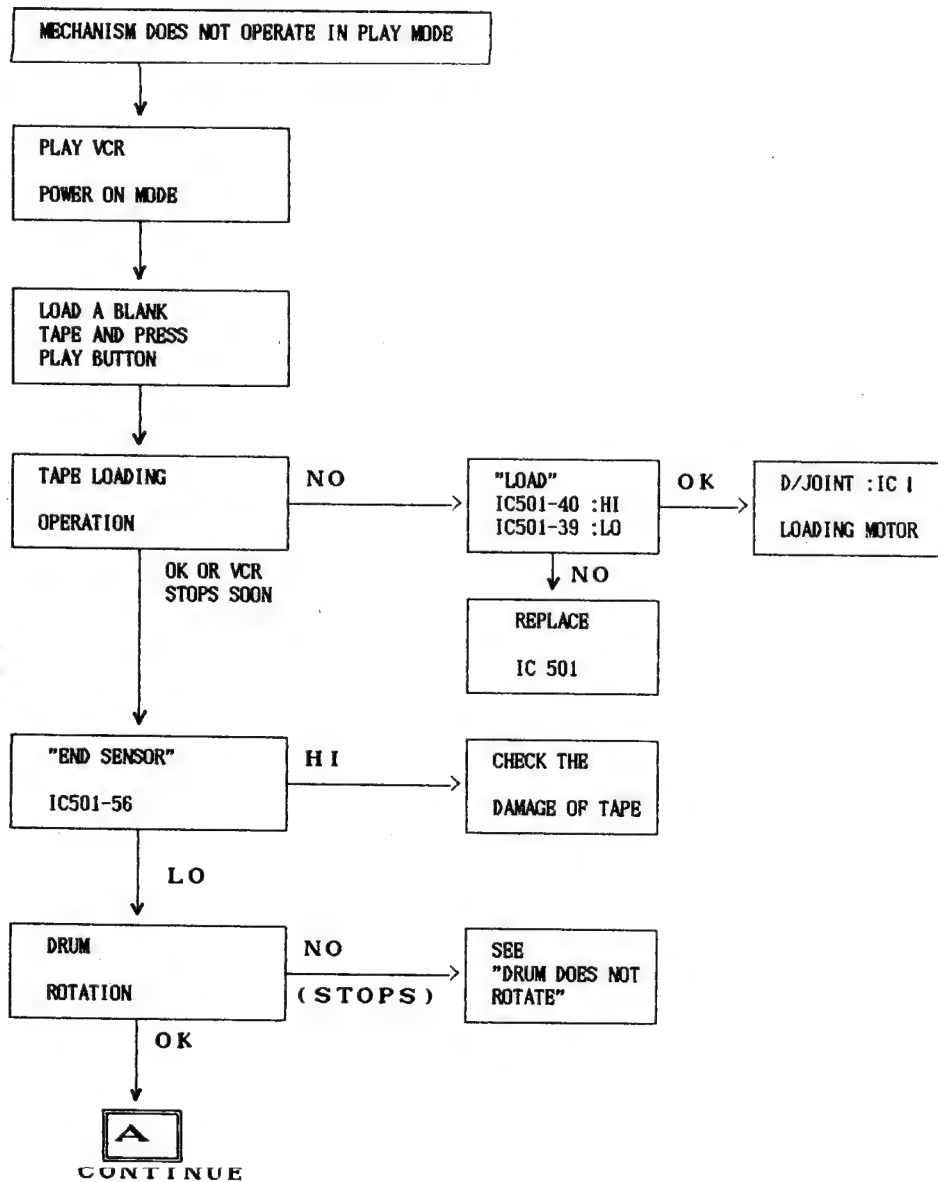 MECHANISM DOES NOT OPERATE IN PLAY MODE
PLAY VCR
POWER ON MODE
LOAD A BLANK
TAPE AND PRESS
PLAY BUTTON
TAPE LOADING
OPERATION
NO
"LOAD"
IC501-40 :HI
IC501-39 :LO
OK
D/JOINT :IC 1
LOADING MOTOR
OK OR VCR
STOPS SOON
NO
REPLACE
IC 501
"END SENSOR"
IC501-56
HI
CHECK THE
DAMAGE OF TAPE
LO
DRUM
ROTATION
NO
(STOPS)
SEE
"DRUM DOES NOT
ROTATE"
OK
A
CONTINUE